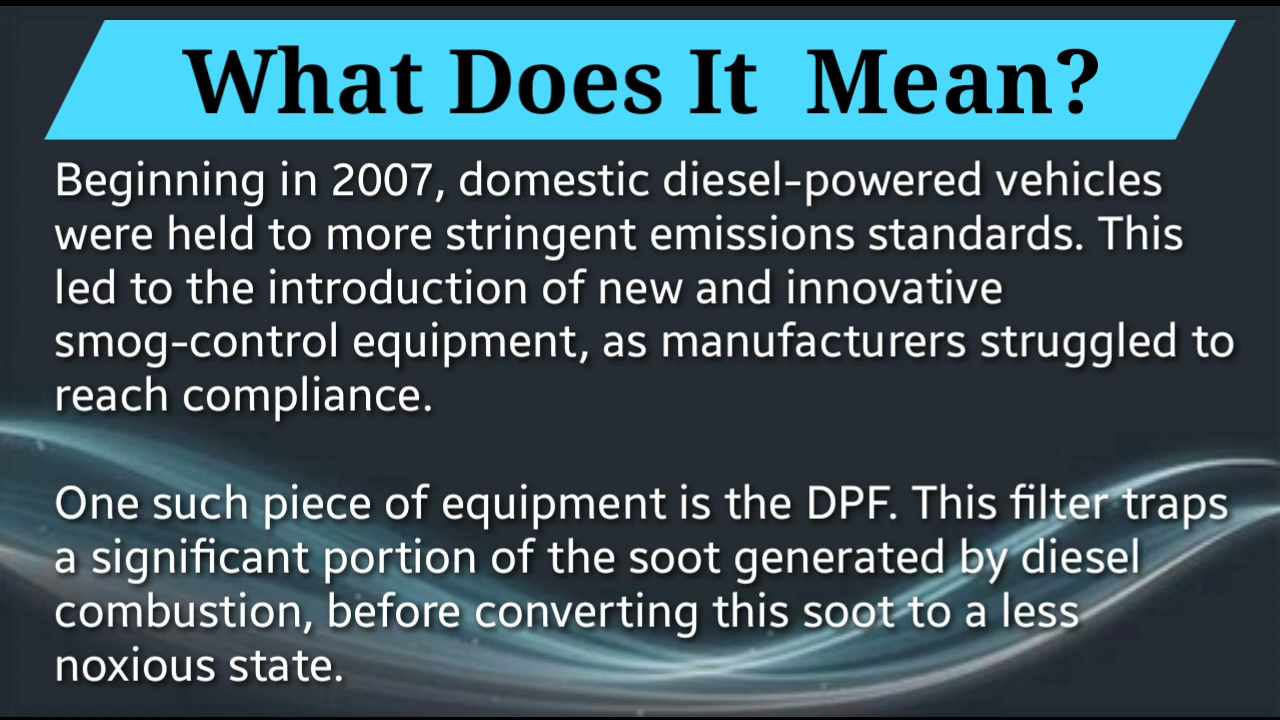 What Does It Mean?
Beginning in 2007, domestic diesel-powered vehicles
were held to more stringent emissions standards. This
led to the introduction of new and innovative
smog-control equipment, as manufacturers struggled to
reach compliance.
One such piece of equipment is the DPF. This filter traps
a significant portion of the soot generated by diesel
combustion, before converting this soot to a less
noxious state.